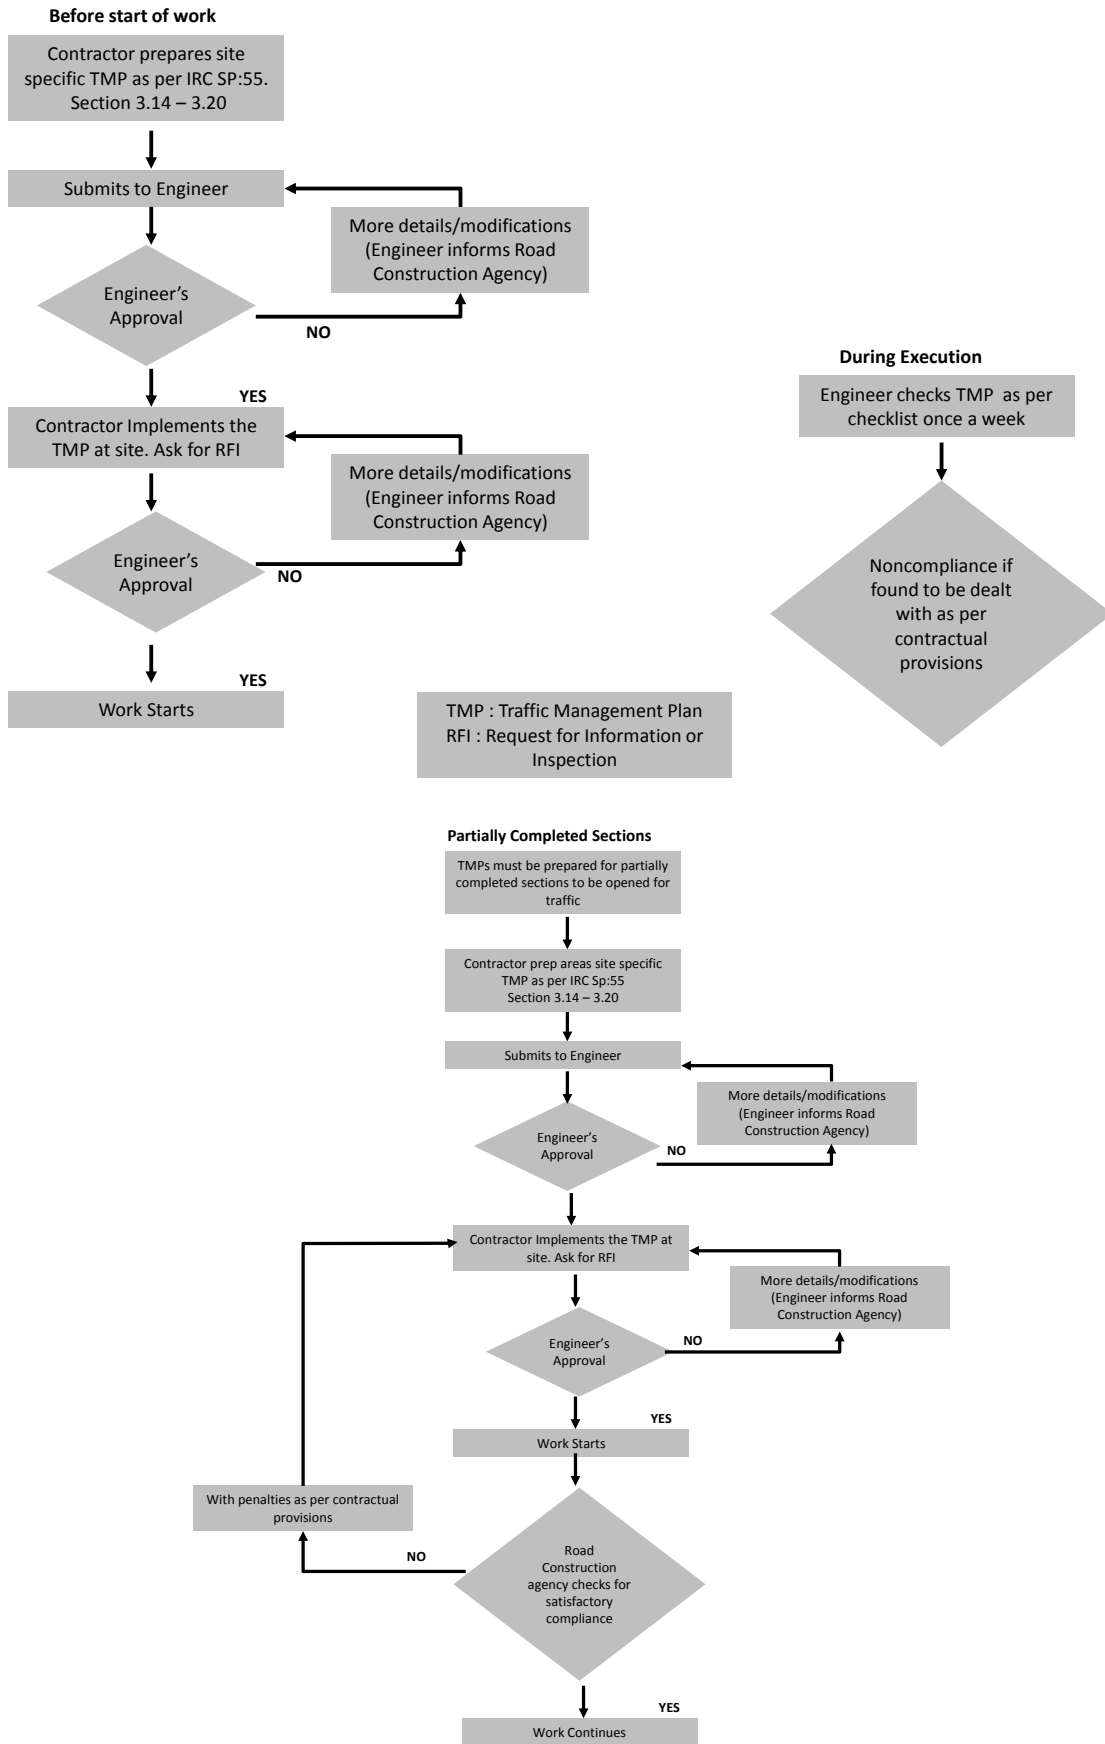 Before start of work
Contractor prepares site
specific TMP as per IRC SP:55.
Section 3.14 – 3.20
Submits to Engineer
More details/modifications
(Engineer informs Road
Construction Agency)
Engineer’s
Approval
NO
YES
Contractor Implements the
TMP at site. Ask for RFI
More details/modifications
(Engineer informs Road
Construction Agency)
Engineer’s
Approval
NO
YES
Work Starts
During Execution
Engineer checks TMP as per
checklist once a week
Noncompliance if
found to be dealt
with as per
contractual
provisions
TMP : Traffic Management Plan
RFI : Request for Information or
Inspection
Partially Completed Sections
TMPs must be prepared for partially
completed sections to be opened for
traffic
Contractor prep areas site specific
TMP as per IRC Sp:55
Section 3.14 – 3.20
Submits to Engineer
More details/modifications
(Engineer informs Road
Construction Agency)
Engineer’s
Approval
NO
Contractor Implements the TMP at
site. Ask for RFI
More details/modifications
(Engineer informs Road
Construction Agency)
Engineer’s
Approval
NO
YES
Work Starts
With penalties as per contractual
provisions
NO
Road
Construction
agency checks for
satisfactory
compliance
YES
Work Continues